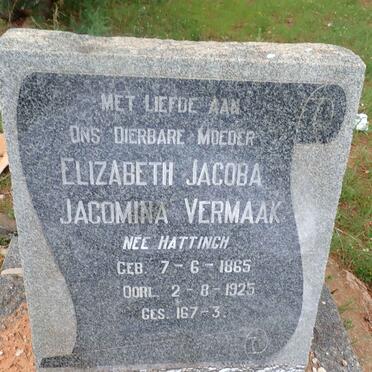 MET LIEFDE AAN
ONS DIERBARE MOEDER
ELIZABETH JACOBA
JACOMINA VERMAAK
NÉE HATTINGH
GEB. 7-6-1865
OORL. 2-8-1925
GES. 167-3.